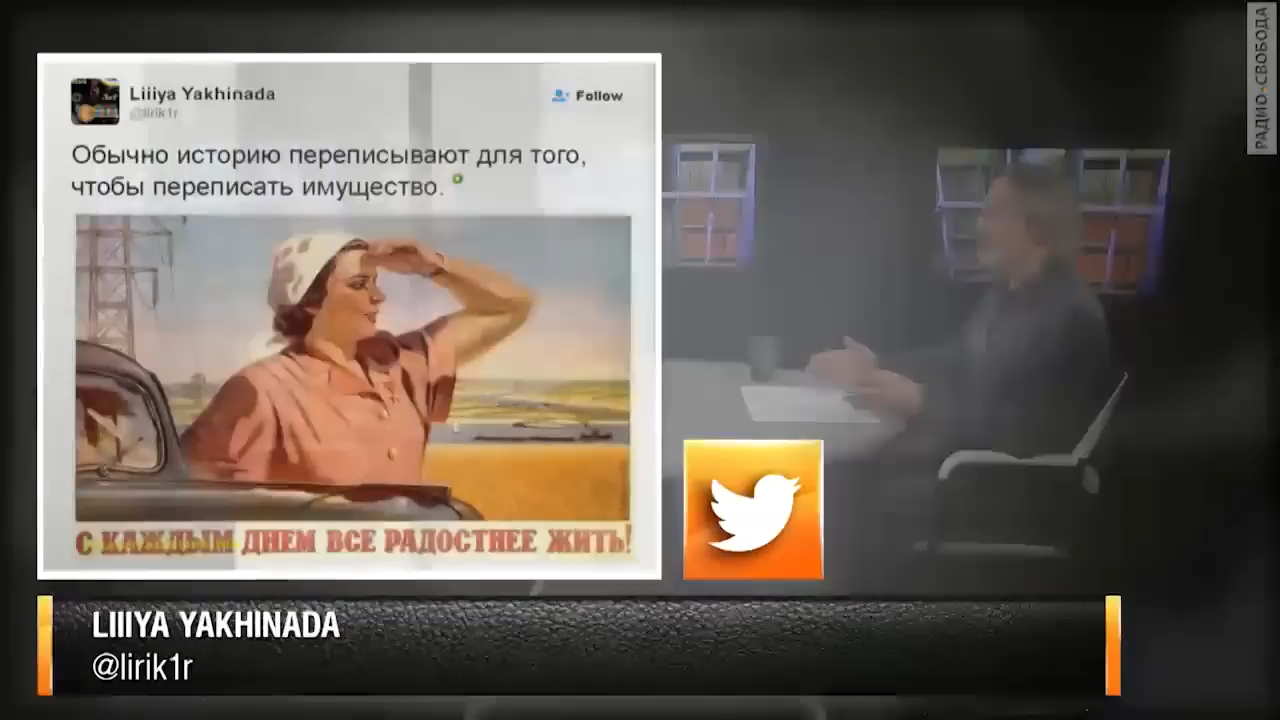 РАДИО СВОБОДА
Liiiya Yakhinada
@lirik1r
Follow
Обычно историю переписывают для того,
чтобы переписать имущество.
С КАЖДЫМ ДНЕМ ВСЕ РАДОСТНЕЕ ЖИТЬ!
LIIIYA YAKHINADA
@lirik1r